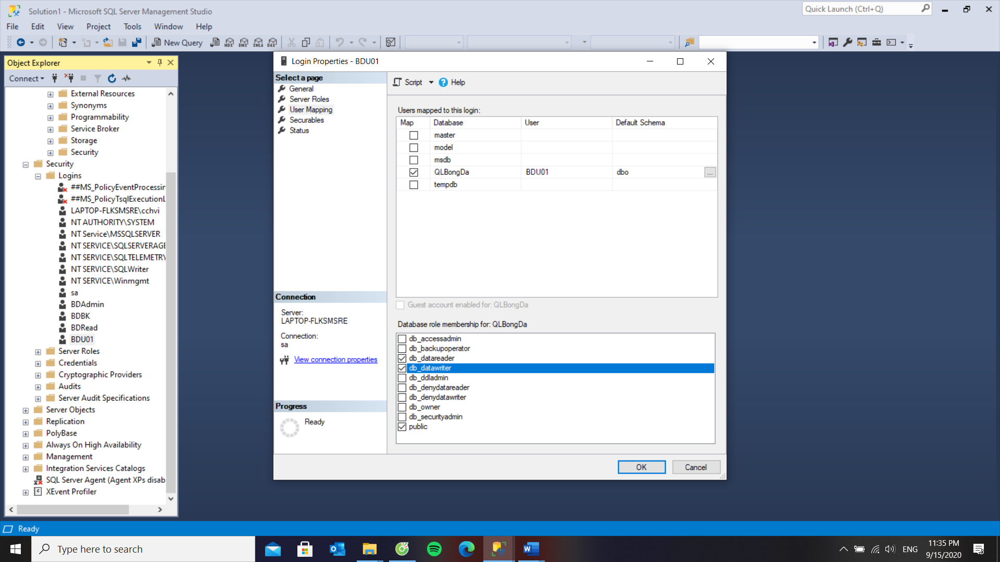 Solution1 - Microsoft SQL Server Management Studio
Quick Launch (Ctrl+Q)
File Edit View Project Tools Window Help
New Query
MDX DMX XMLA DAX
Object Explorer
Connect
External Resources
Synonyms
Programmability
Service Broker
Storage
Security
Security
Logins
##MS_PolicyEventProcessin
##MS_PolicyTsqlExecutionL
LAPTOP-FLKSMSRE\cchvi
NT AUTHORITY\SYSTEM
NT Service\MSSQLSERVER
NT SERVICE\SQLSERVERAGE
NT SERVICE\SQLTELEMETRY
NT SERVICE\SQLWriter
NT SERVICE\Winmgmt
sa
BDAdmin
BDBK
BDRead
BDU01
Server Roles
Credentials
Cryptographic Providers
Audits
Server Audit Specifications
Server Objects
Replication
PolyBase
Always On High Availability
Management
Integration Services Catalogs
SQL Server Agent (Agent XPs disab
XEvent Profiler
Login Properties - BDU01
Select a page
General
Server Roles
User Mapping
Securables
Status
Connection
Server:
LAPTOP-FLKSMSRE
Connection:
sa
View connection properties
Progress
Ready
Script Help
Users mapped to this login:
Map Database User Default Schema
master
model
msdb
QLBongDa BDU01 dbo ...
tempdb
Guest account enabled for: QLBongDa
Database role membership for: QLBongDa
db_accessadmin
db_backupoperator
db_datareader
db_datawriter
db_ddladmin
db_denydatareader
db_denydatawriter
db_owner
db_securityadmin
public
OK Cancel
Ready
Type here to search
ENG
11:35 PM
9/15/2020